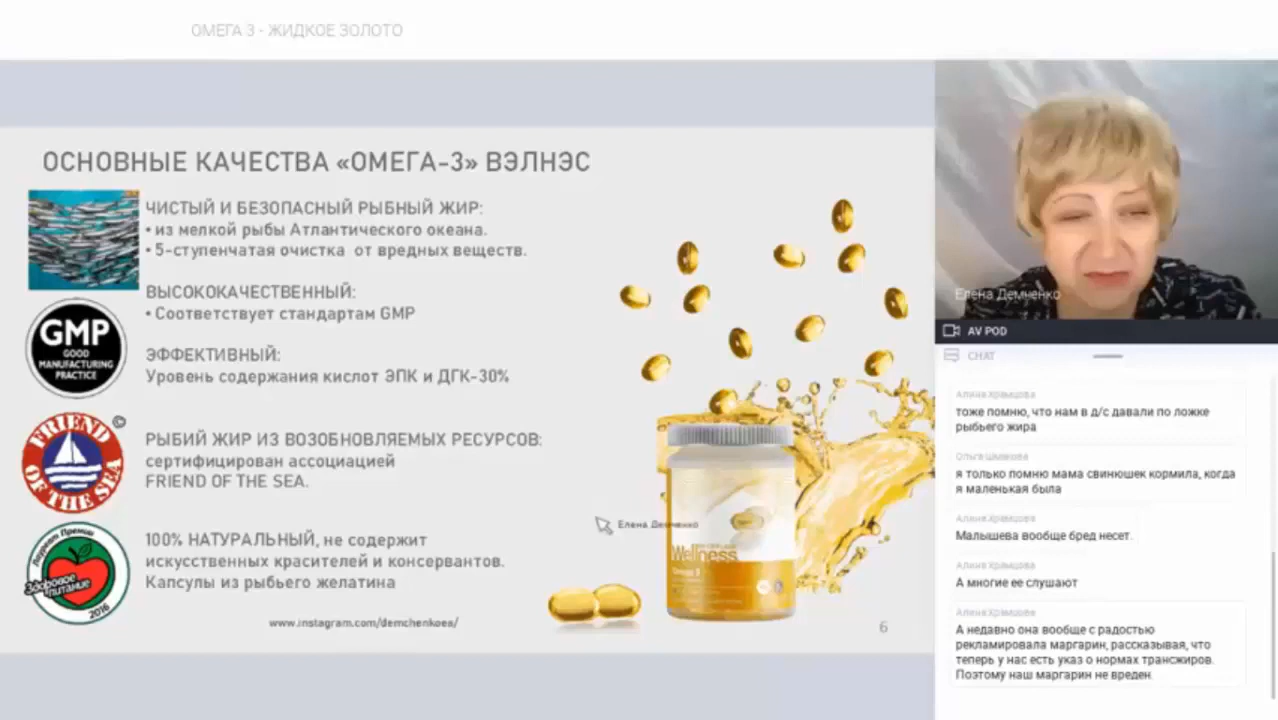 ОМЕГА 3 - ЖИДКОЕ ЗОЛОТО
ОСНОВНЫЕ КАЧЕСТВА «ОМЕГА-3» ВЭЛНЭС
ЧИСТЫЙ И БЕЗОПАСНЫЙ РЫБНЫЙ ЖИР:
• из мелкой рыбы Атлантического океана.
• 5-ступенчатая очистка от вредных веществ.
GMP
GOOD
MANUFACTURING
PRACTICE
ВЫСОКОКАЧЕСТВЕННЫЙ:
• Соответствует стандартам GMP
ЭФФЕКТИВНЫЙ:
Уровень содержания кислот ЭПК и ДГК-30%
FRIEND
OF THE SEA
©
РЫБИЙ ЖИР ИЗ ВОЗОБНОВЛЯЕМЫХ РЕСУРСОВ:
сертифицирован ассоциацией
FRIEND OF THE SEA.
Лауреат Премии
Здоровое
питание
2016
100% НАТУРАЛЬНЫЙ, не содержит
искусственных красителей и консервантов.
Капсулы из рыбьего желатина
www.instagram.com/demchenkoea/
Елена Демченко
Wellness
Omega 3
6
Елена Демченко
AV POD
CHAT
Алина Храмцова
тоже помню, что нам в д/с давали по ложке
рыбьего жира
Ольга
я только помню мама свинюшек кормила, когда
я маленькая была
Алина Храмцова
Малышева вообще бред несет.
Алина Храмцова
А многие ее слушают
Алина Храмцова
А недавно она вообще с радостью
рекламировала маргарин, рассказывая, что
теперь у нас есть указ о нормах трансжиров.
Поэтому наш маргарин не вреден